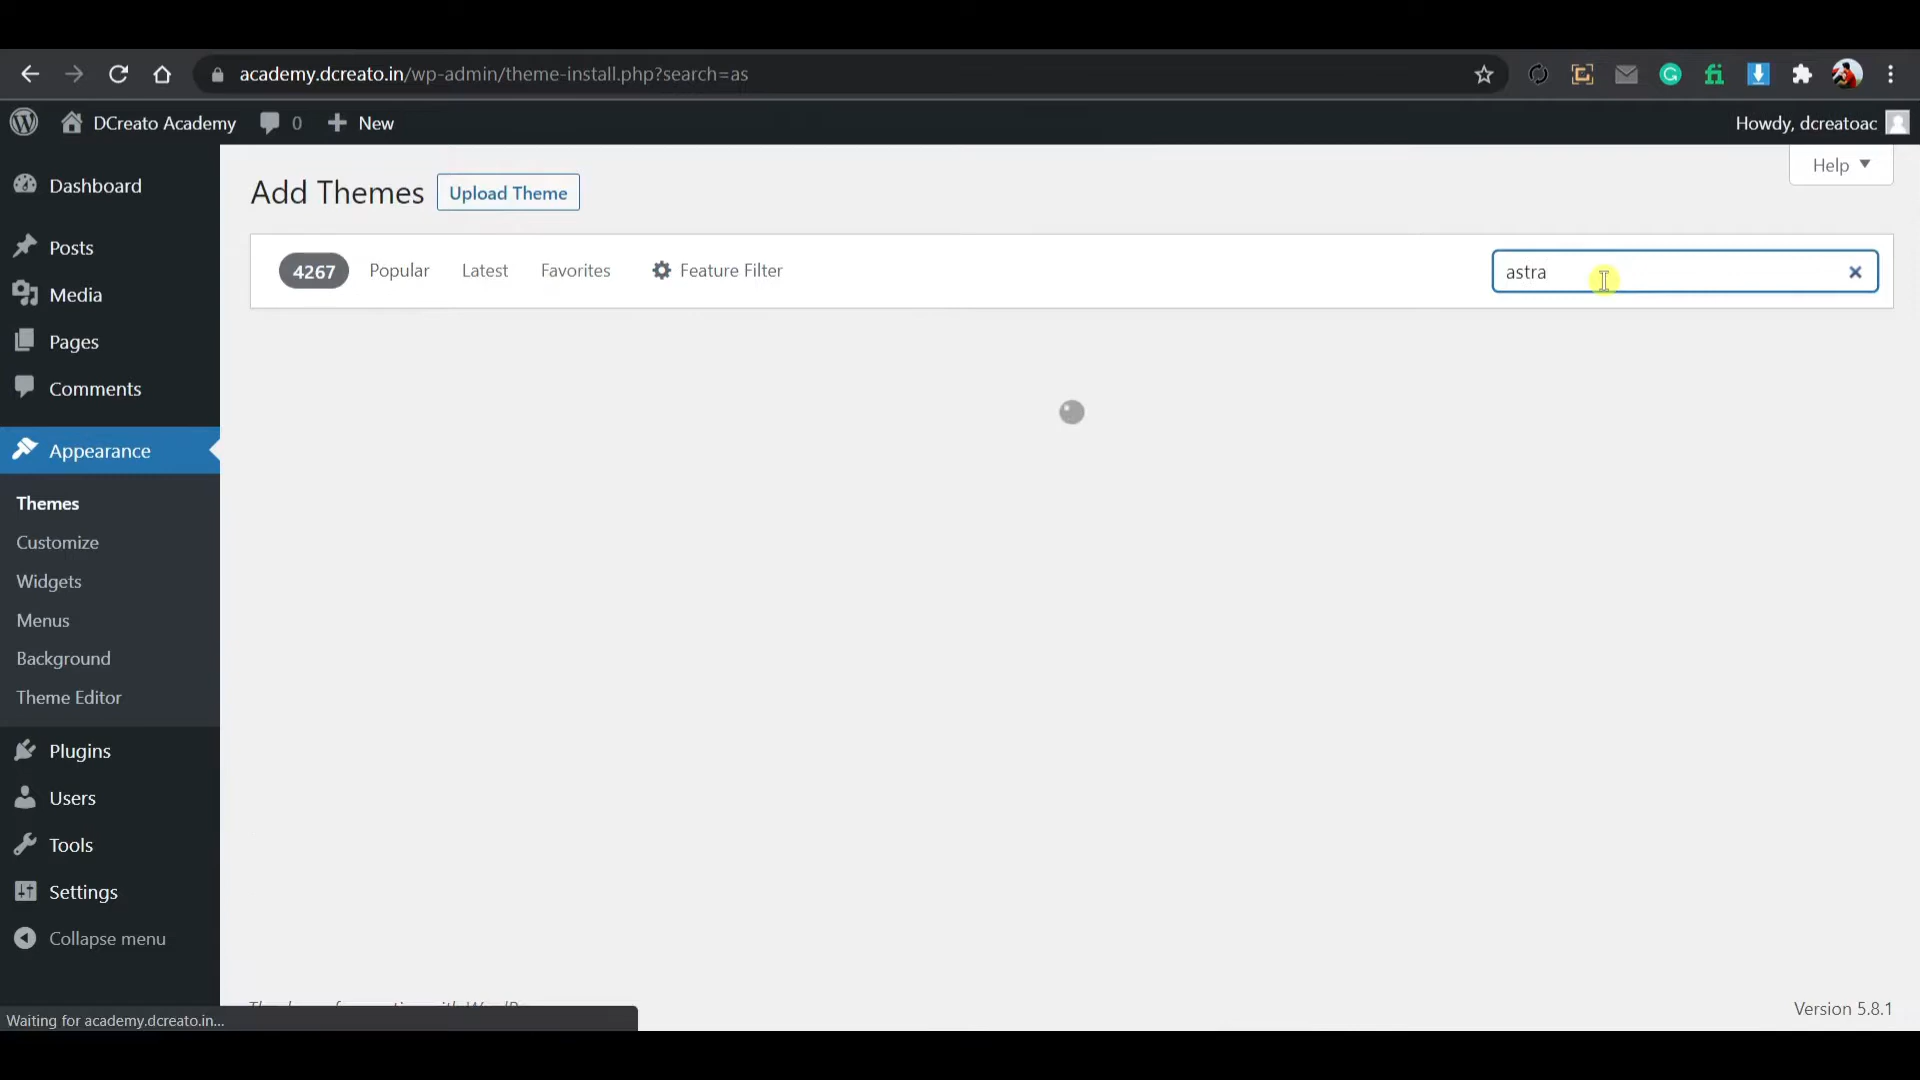 academy.dcreato.in/wp-admin/theme-install.php?search=as
DCreato Academy 0 New
Howdy, dcreatoac
Help
Dashboard
Posts
Media
Pages
Comments
Appearance
Themes
Customize
Widgets
Menus
Background
Theme Editor
Plugins
Users
Tools
Settings
Collapse menu
Add Themes Upload Theme
4267 Popular Latest Favorites Feature Filter astra
Version 5.8.1
Waiting for academy.dcreato.in...